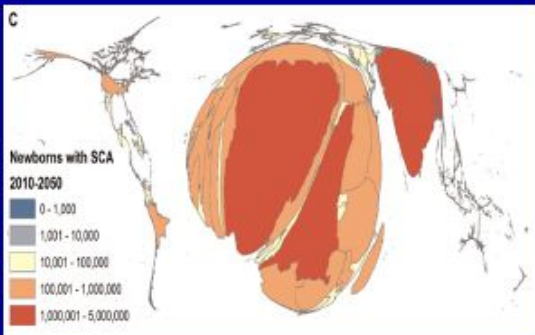 C
Newborns with SCA
2010-2050
0 - 1,000
1,001 - 10,000
10,001 - 100,000
100,001 - 1,000,000
1,000,001 - 5,000,000